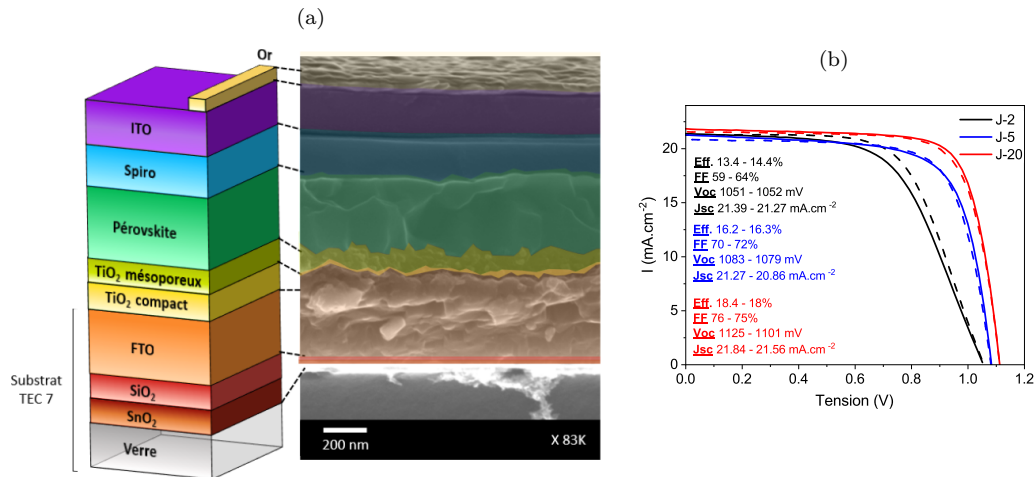 (a)
Or
ITO
Spiro
Pérovskite
TiO₂ mésoporeux
TiO₂ compact
FTO
SiO₂
SnO₂
Verre
Substrat
TEC 7
200 nm
X 83K
(b)
J-2
J-5
J-20
Eff. 13.4 - 14.4%
FF 59 - 64%
Voc 1051 - 1052 mV
Jsc 21.39 - 21.27 mA.cm⁻²
Eff. 16.2 - 16.3%
FF 70 - 72%
Voc 1083 - 1079 mV
Jsc 21.27 - 20.86 mA.cm⁻²
Eff. 18.4 - 18%
FF 76 - 75%
Voc 1125 - 1101 mV
Jsc 21.84 - 21.56 mA.cm⁻²
I (mA.cm⁻²)
20
15
10
5
0
0.0 0.2 0.4 0.6 0.8 1.0 1.2
Tension (V)